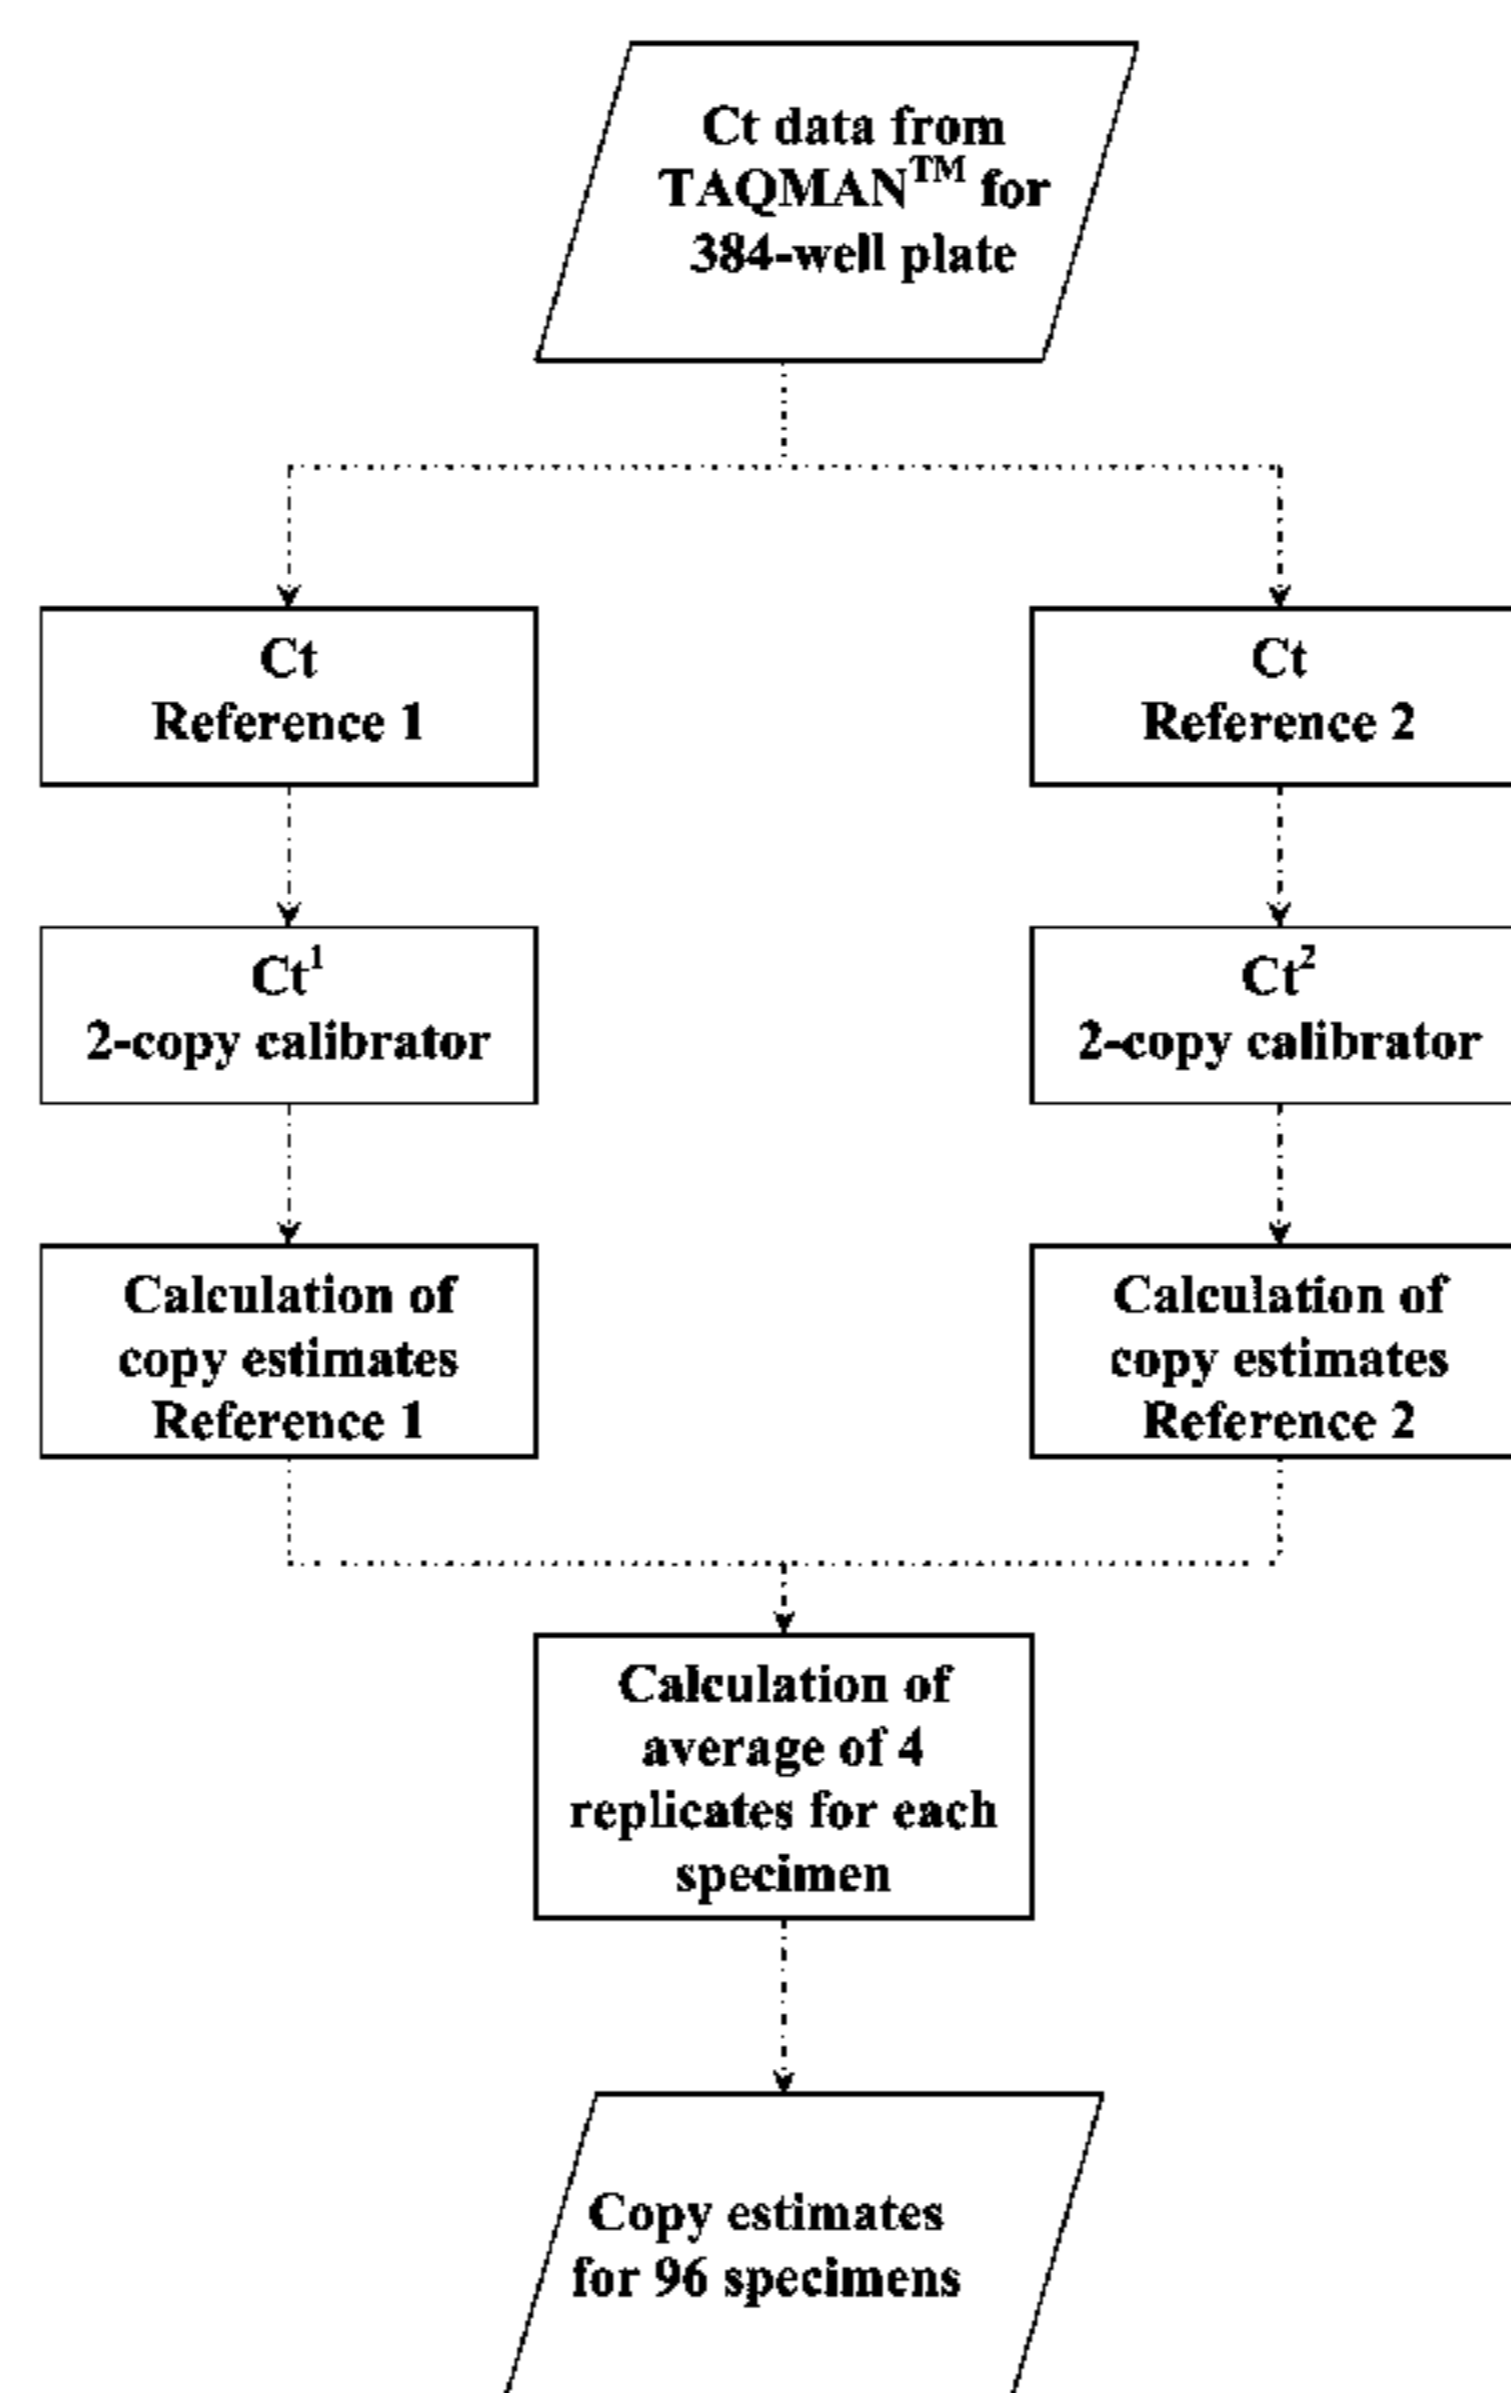 Ct data from
TAQMAN™ for
384-well plate
Ct
Reference 1
Ct
Reference 2
Ct¹
2-copy calibrator
Ct²
2-copy calibrator
Calculation of
copy estimates
Reference 1
Calculation of
copy estimates
Reference 2
Calculation of
average of 4
replicates for each
specimen
Copy estimates
for 96 specimens